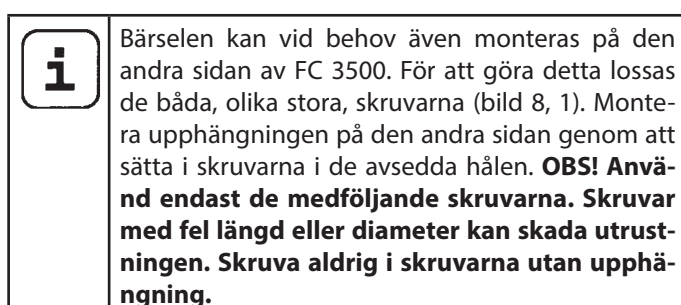 i
Bärselen kan vid behov även monteras på den
andra sidan av FC 3500. För att göra detta lossas
de båda, olika stora, skruvarna (bild 8, 1). Monte-
ra upphängningen på den andra sidan genom att
sätta i skruvarna i de avsedda hålen. OBS! Anvä-
nd endast de medföljande skruvarna. Skruvar
med fel längd eller diameter kan skada utrust-
ningen. Skruva aldrig i skruvarna utan upphä-
ngning.